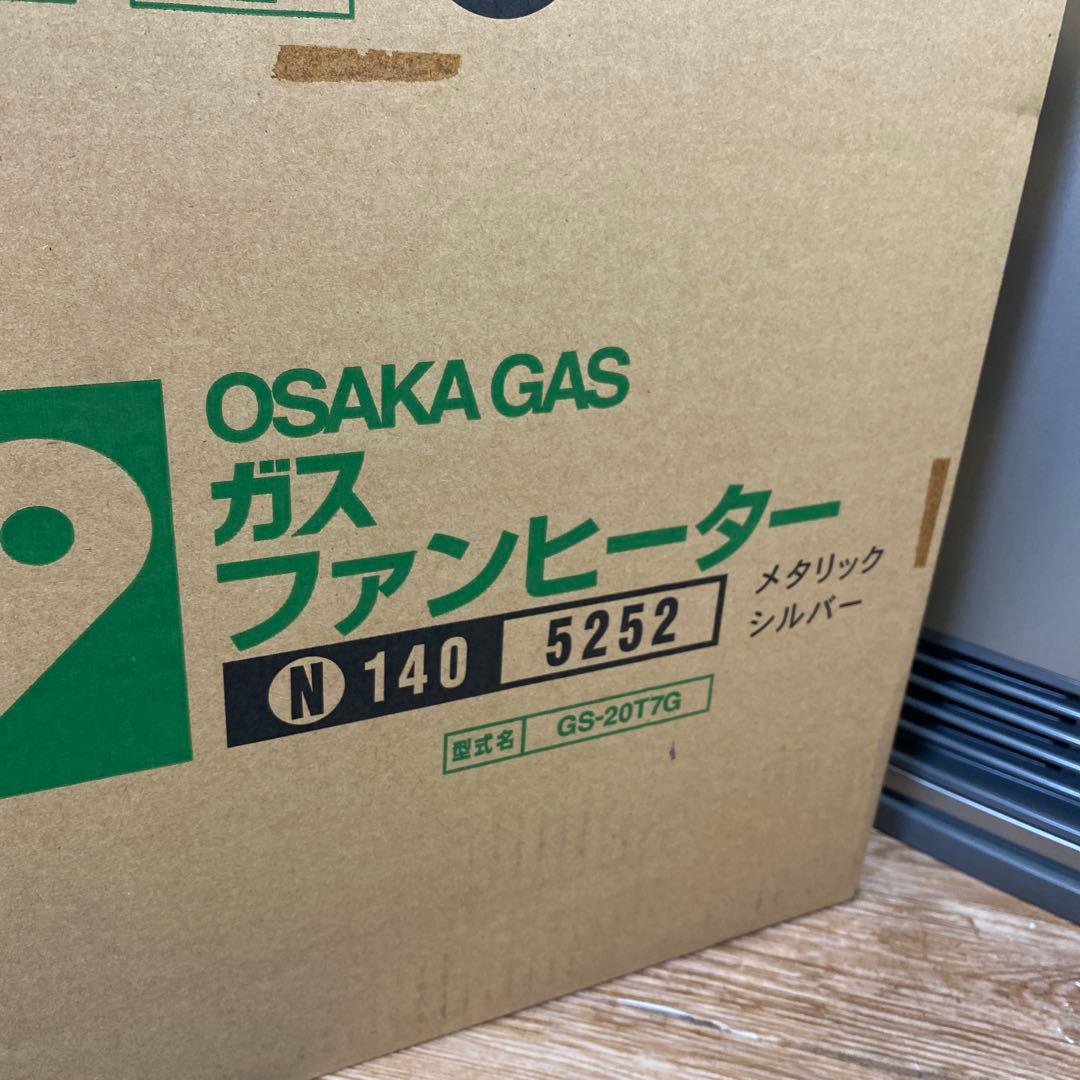 OSAKA GAS
ガス
ファンヒーター
N 140 5252
メタリック
シルバー
型式名 GS-20T7G